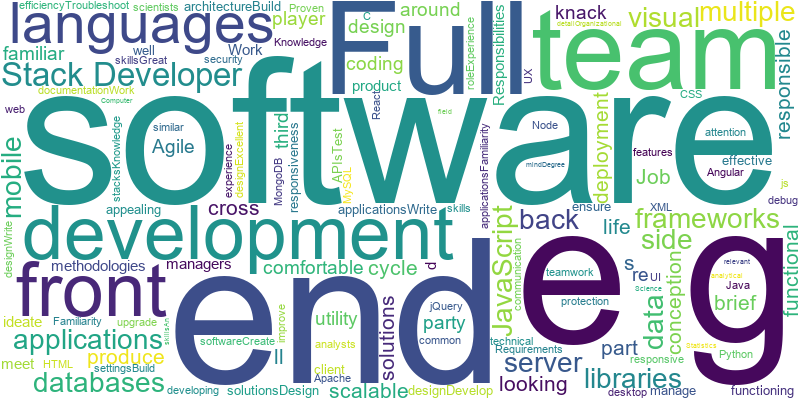 efficiencyTroubleshoot
scientists
architectureBuild
Proven
languages
player
Work
skillsGreat
familiar
well
security
Knowledge
Stack Developer
documentationWork
Computer
web
Full
around
C
design
coding
product
React
roleExperience
Responsibilities
UX
detail
Organizational
knack
visual
multiple
team
responsible
software
mobile
designWrite
stacksKnowledge
similar
Agile
experience
designExcellent
MongoDB
third
responsiveness
APIsTest
MySQL
field
applicationsFamiliarity
Node
mindDegree
deployment
CSS
attention
effective
features
Angular
js
Job
debug
appealing
cross
applicationsWrite
skills
development
back
ensure
XML
life
frameworks
methodologies
managers
comfortable
cycle
d
JavaScript
communication
side
functional
front
end
e
g
s
re
UI
teamwork
protection
data
conception
relevant
analytical
Java
Science
brief
ideate
Familiarity
upgrade
skillsAn
softwareCreate
improve
utility
solutions
party
jQuery
common
applications
analysts
ll
technical
Requirements
server
part
responsive
Statistics
Python
meet
HTML
produce
settingsBuild
client
databases
developing
solutionsDesign
Apache
scalable
designDevelop
looking
libraries
desktop
manage
functioning